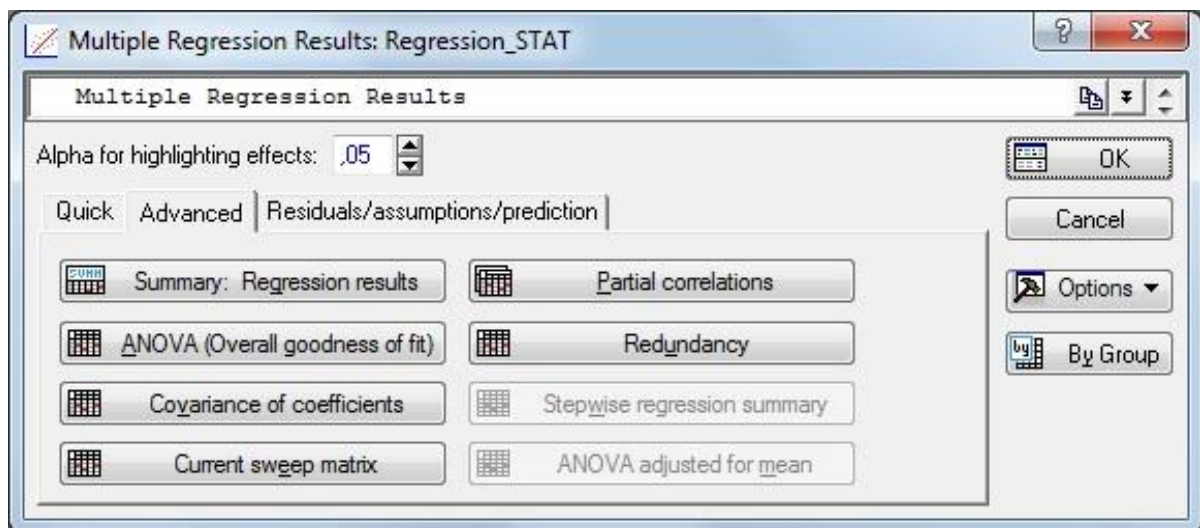 Multiple Regression Results: Regression_STAT
?
X
Multiple Regression Results
Alpha for highlighting effects: ,05
OK
Quick Advanced Residuals/assumptions/prediction
Cancel
SUMM Summary: Regression results
Partial correlations
Options
ANOVA (Overall goodness of fit)
Redundancy
by By Group
Covariance of coefficients
Stepwise regression summary
Current sweep matrix
ANOVA adjusted for mean